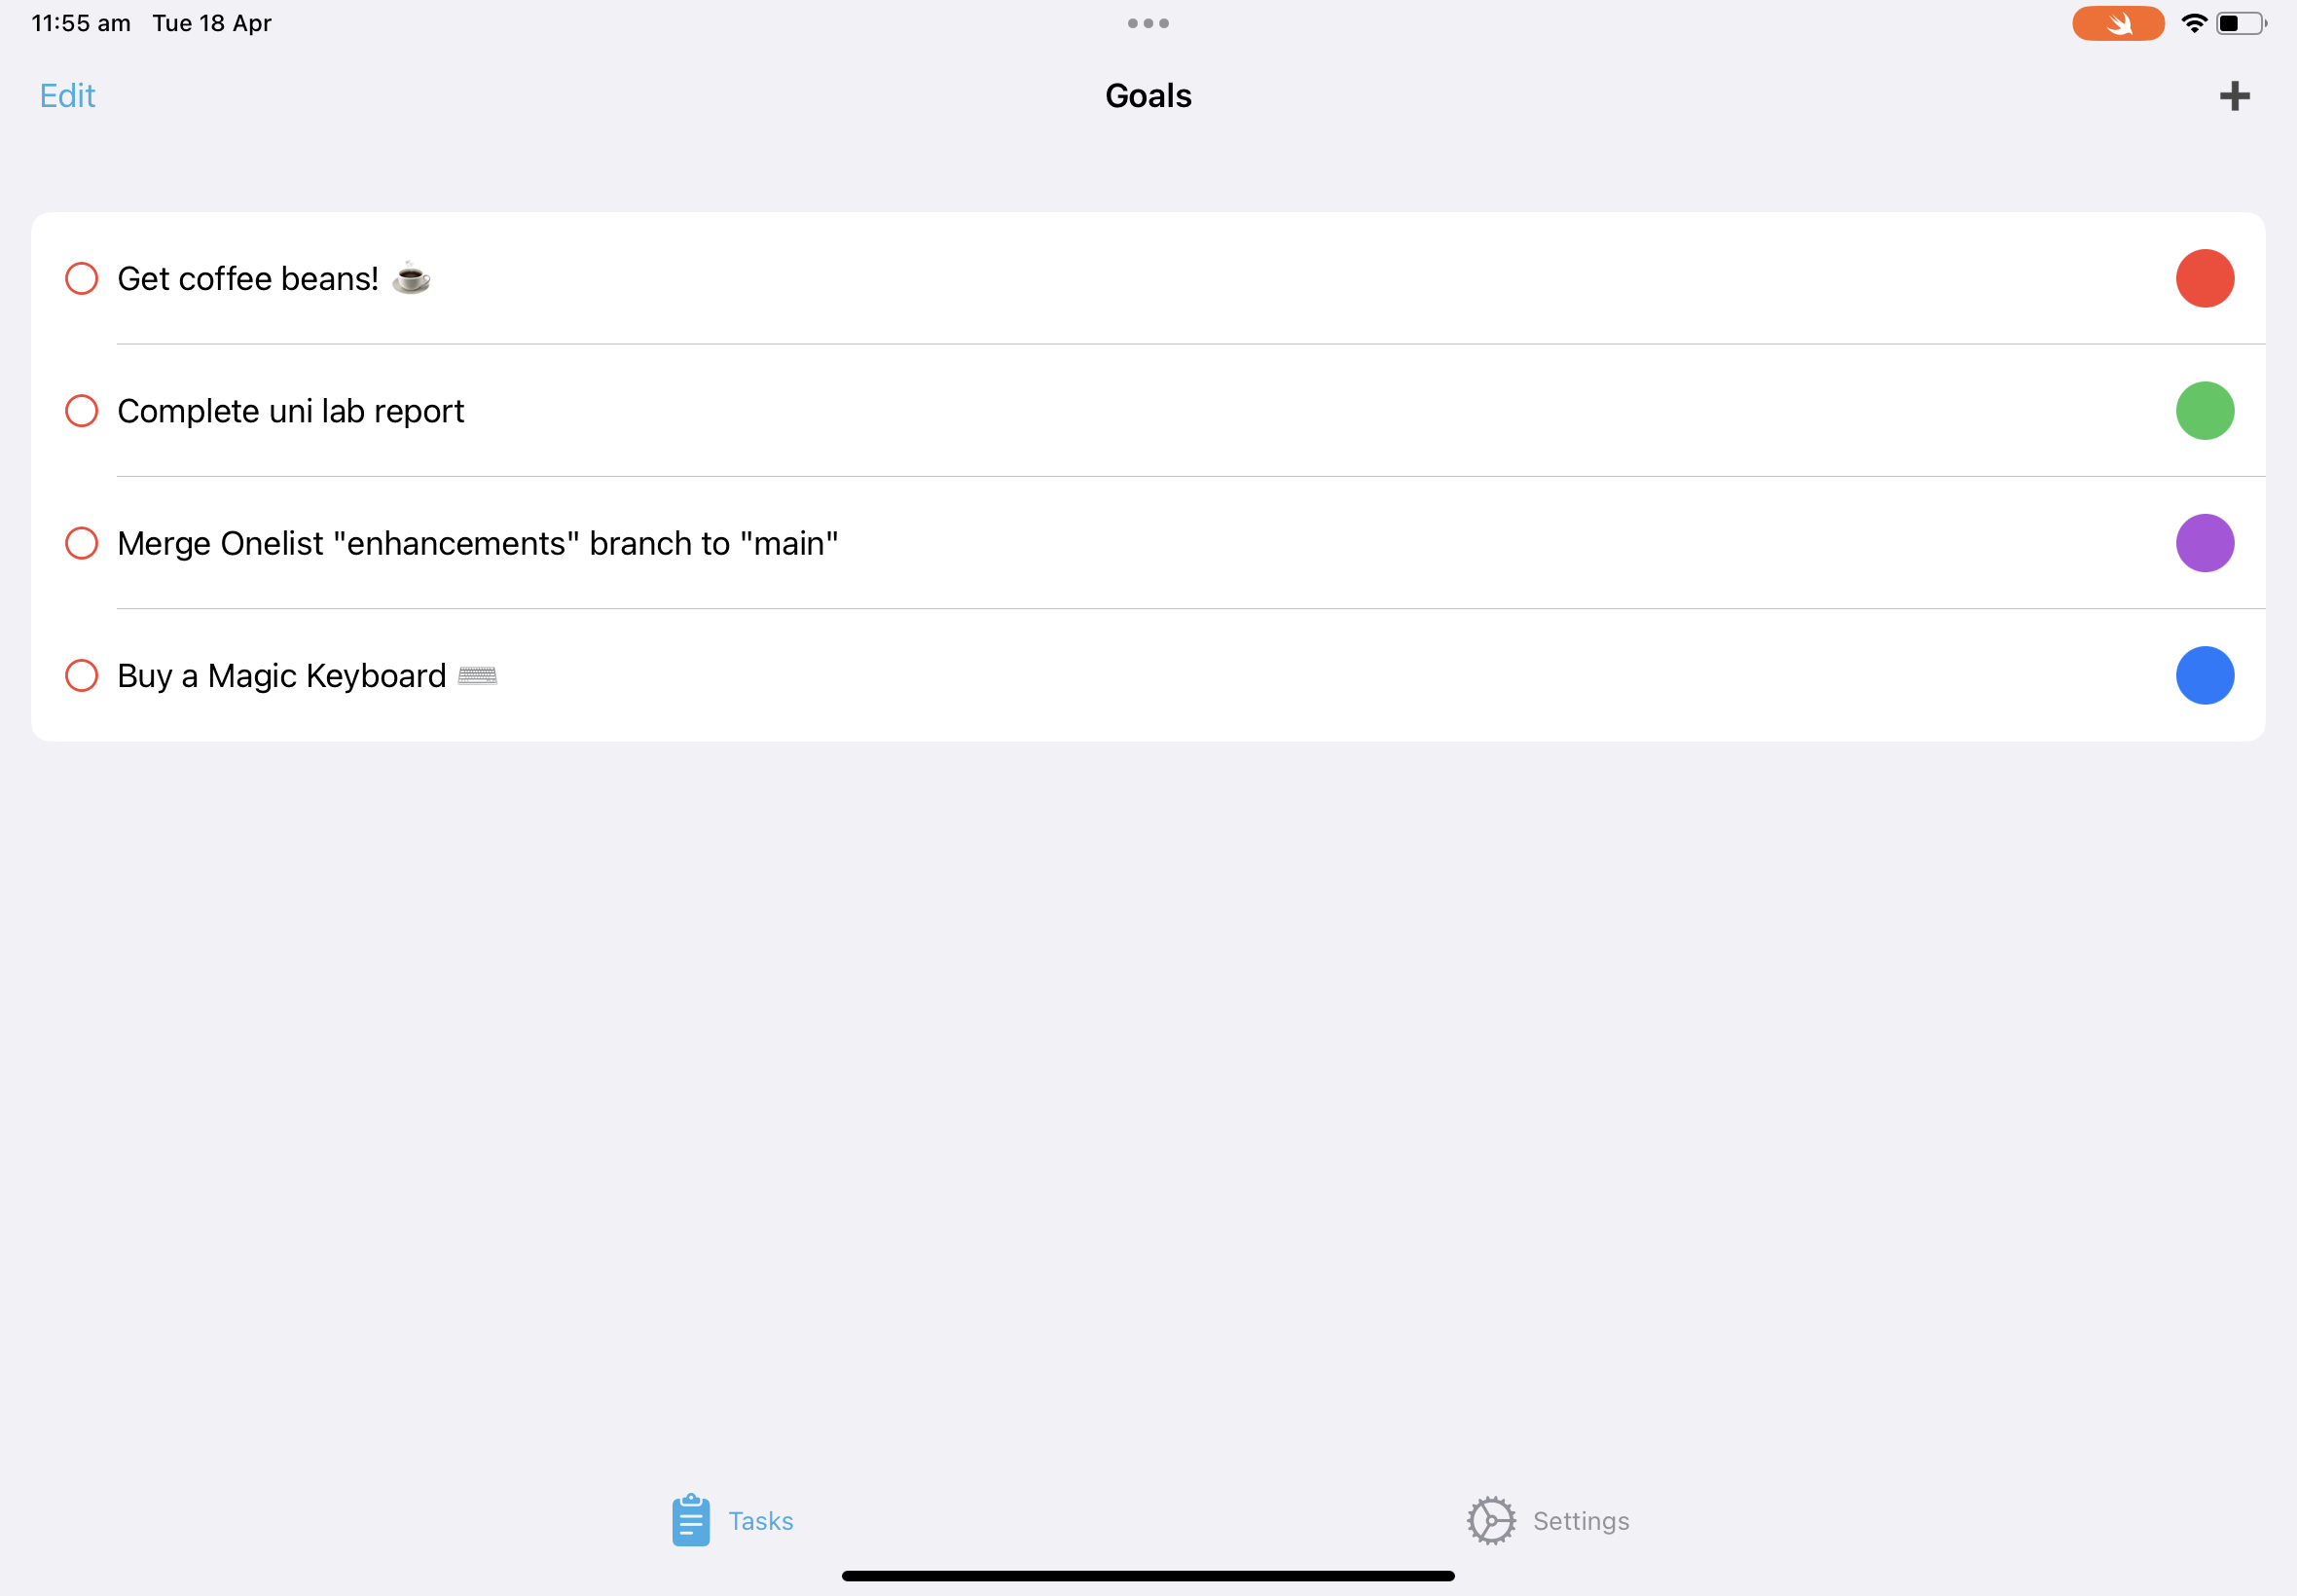 11:55 am Tue 18 Apr
Edit Goals
Get coffee beans! ☕
Complete uni lab report
Merge Onelist "enhancements" branch to "main"
Buy a Magic Keyboard ⌨️
Tasks Settings